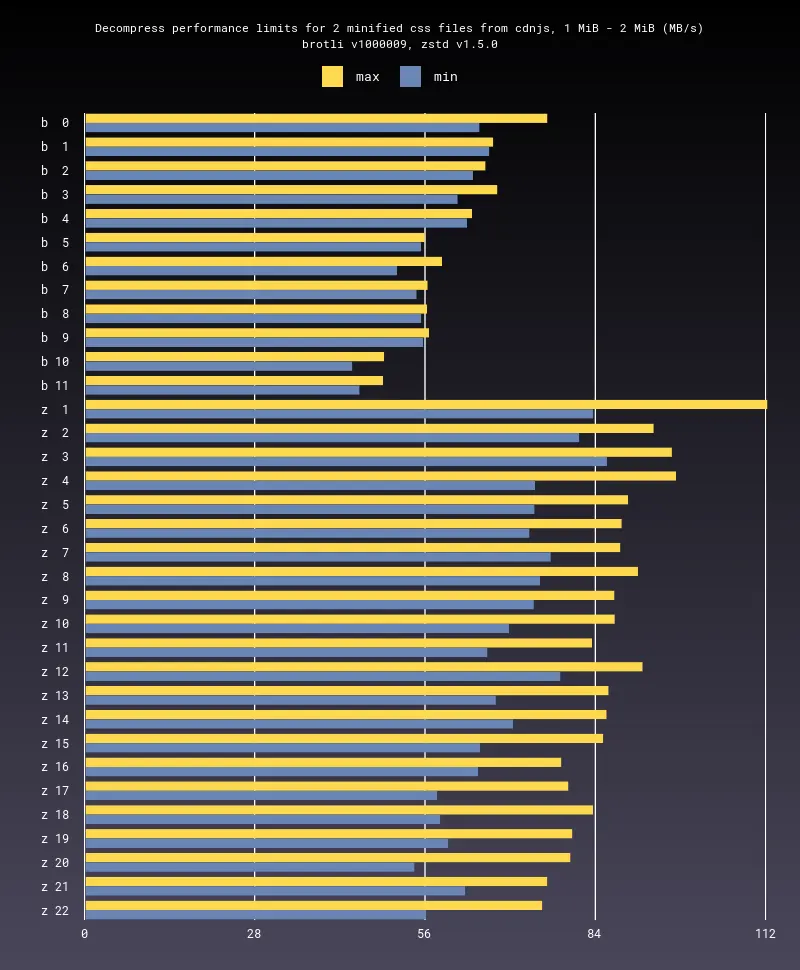 Decompress performance limits for 2 minified css files from cdnjs, 1 MiB - 2 MiB (MB/s)
brotli v1000009, zstd v1.5.0
max min
b 0
b 1
b 2
b 3
b 4
b 5
b 6
b 7
b 8
b 9
b 10
b 11
z 1
z 2
z 3
z 4
z 5
z 6
z 7
z 8
z 9
z 10
z 11
z 12
z 13
z 14
z 15
z 16
z 17
z 18
z 19
z 20
z 21
z 22
0 28 56 84 112